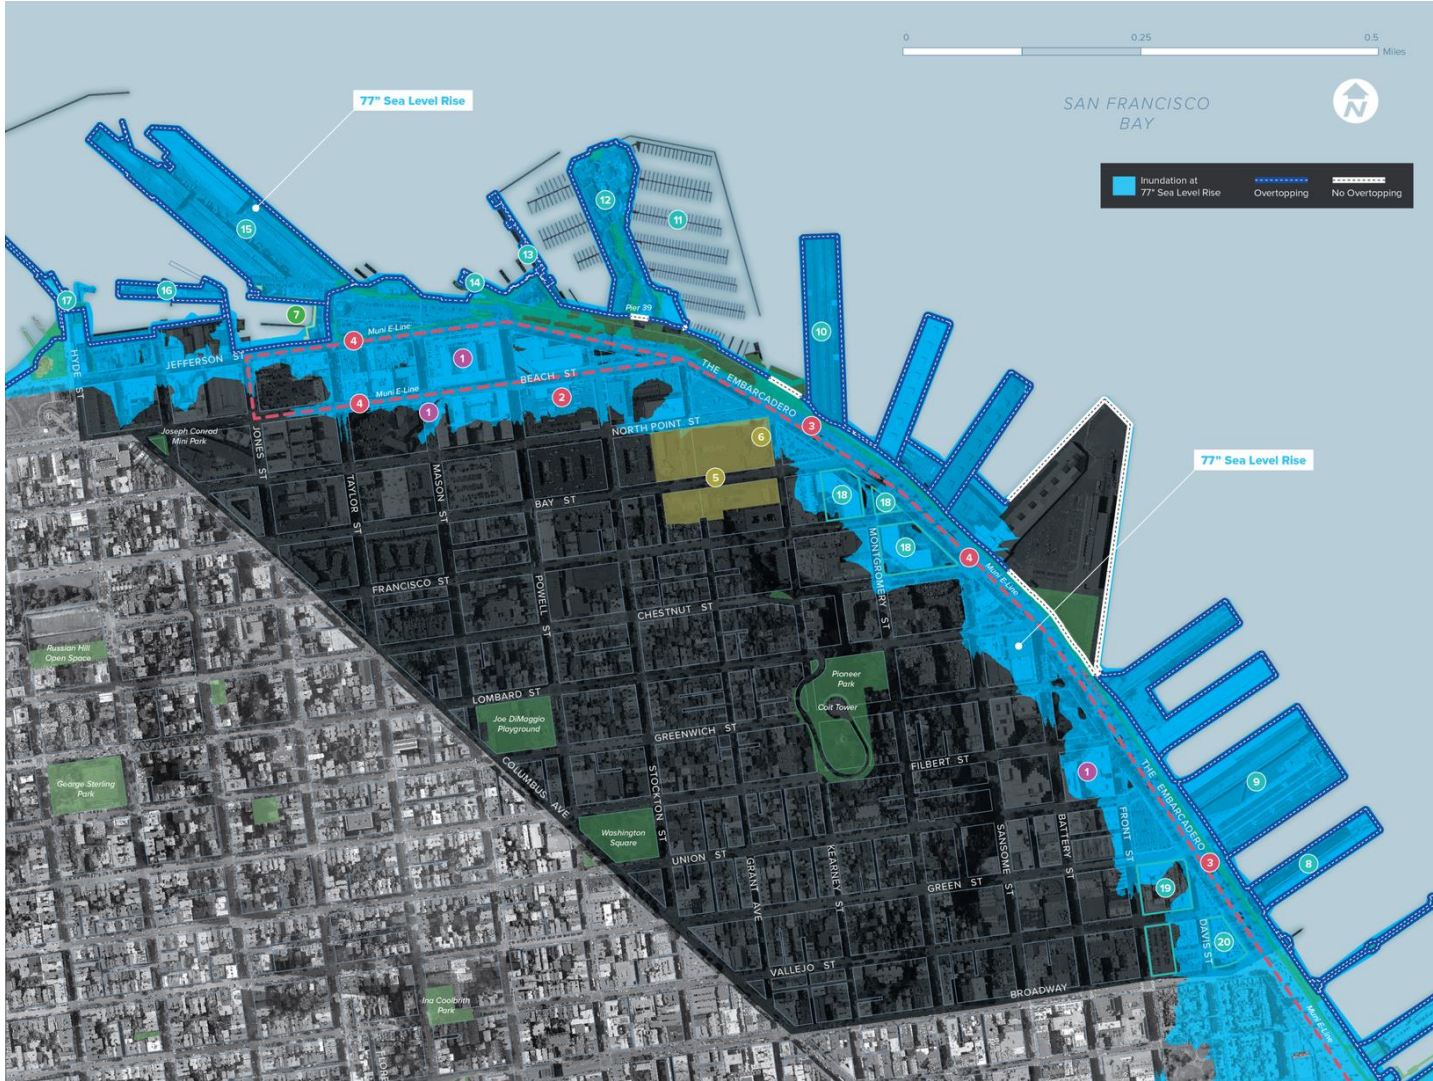 0 0.25 0.5
Miles
77" Sea Level Rise
SAN FRANCISCO
BAY
N
Inundation at
77" Sea Level Rise
Overtopping
No Overtopping
12
11
15
13
14
17
16
7
10
Pier 39
Muni E-Line
4
1
JEFFERSON ST
HYDE ST
BEACH ST
THE EMBARCADERO
Muni E-Line
4
1
2
3
NORTH POINT ST
6
5
Joseph Conrad
Mini Park
JONES ST
TAYLOR ST
MASON ST
BAY ST
77" Sea Level Rise
18
18
18
MONTGROMERY ST
4
Muni E-Line
FRANCISCO ST
POWELL ST
CHESTNUT ST
Russian Hill
Open Space
LOMBARD ST
Joe DiMaggio
Playground
Pioneer
Park
Coit Tower
GREENWICH ST
FILBERT ST
George Sterling
Park
COLUMBUS AVE
STOCKTON ST
1
THE EMBARCADERO
9
Washington
Square
UNION ST
GRANT AVE
KEARNEY ST
SANSOME ST
BATTERY ST
FRONT ST
3
8
GREEN ST
19
DAVIS ST
20
VALLEJO ST
BROADWAY
Ina Coolbrith
Park
Muni E-Line